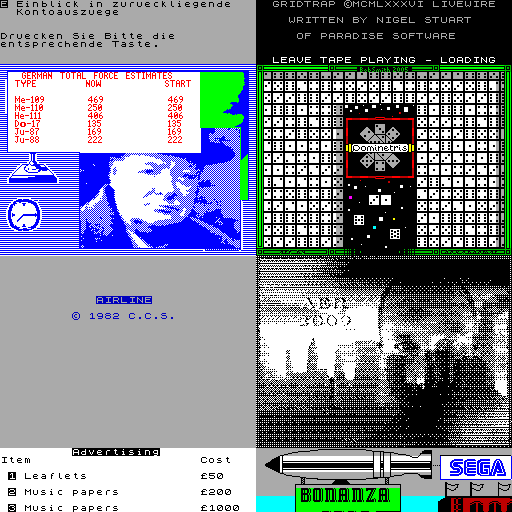 E Einblick in zurueckliegende
Kontoauszuege
Druecken Sie Bitte die
entsprechende Taste.
GRIDTRAP ©MCMLXXXVI LIVEWIRE
WRITTEN BY NIGEL STUART
OF PARADISE SOFTWARE
LEAVE TAPE PLAYING - LOADING
GERMAN TOTAL FORCE ESTIMATES
TYPE NOW START
Me-109 469 469
Me-110 250 250
He-111 406 406
Do-17 135 135
Ju-87 169 169
Ju-88 222 222
Dominetris
AIRLINE
© 1982 C.C.S.
Advertising
Item Cost
1 Leaflets £50
2 Music papers £200
3 Music papers £1000
SEGA
BONANZA